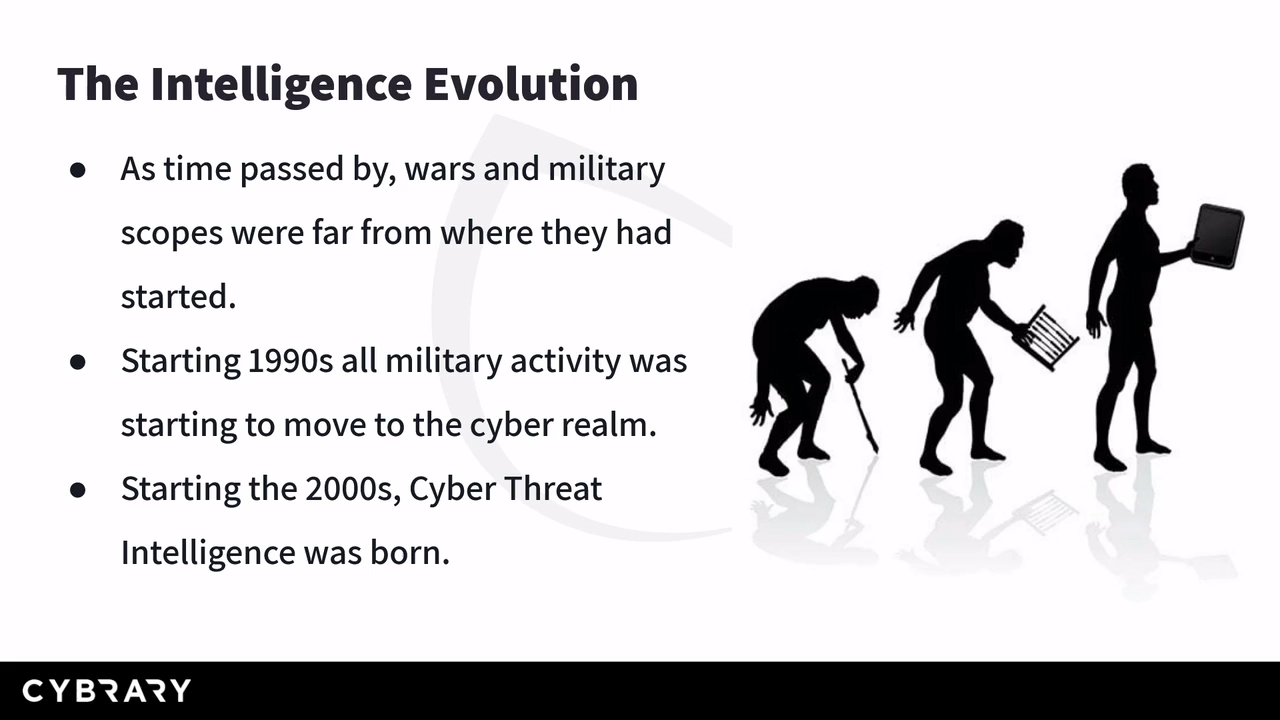 The Intelligence Evolution
● As time passed by, wars and military
scopes were far from where they had
started.
● Starting 1990s all military activity was
starting to move to the cyber realm.
● Starting the 2000s, Cyber Threat
Intelligence was born.
CYBRARY